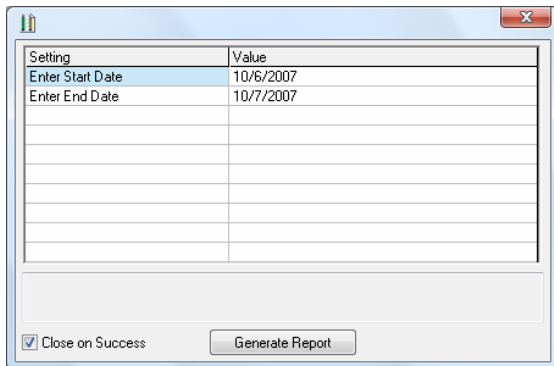 Setting Value
Enter Start Date 10/6/2007
Enter End Date 10/7/2007
Close on Success Generate Report